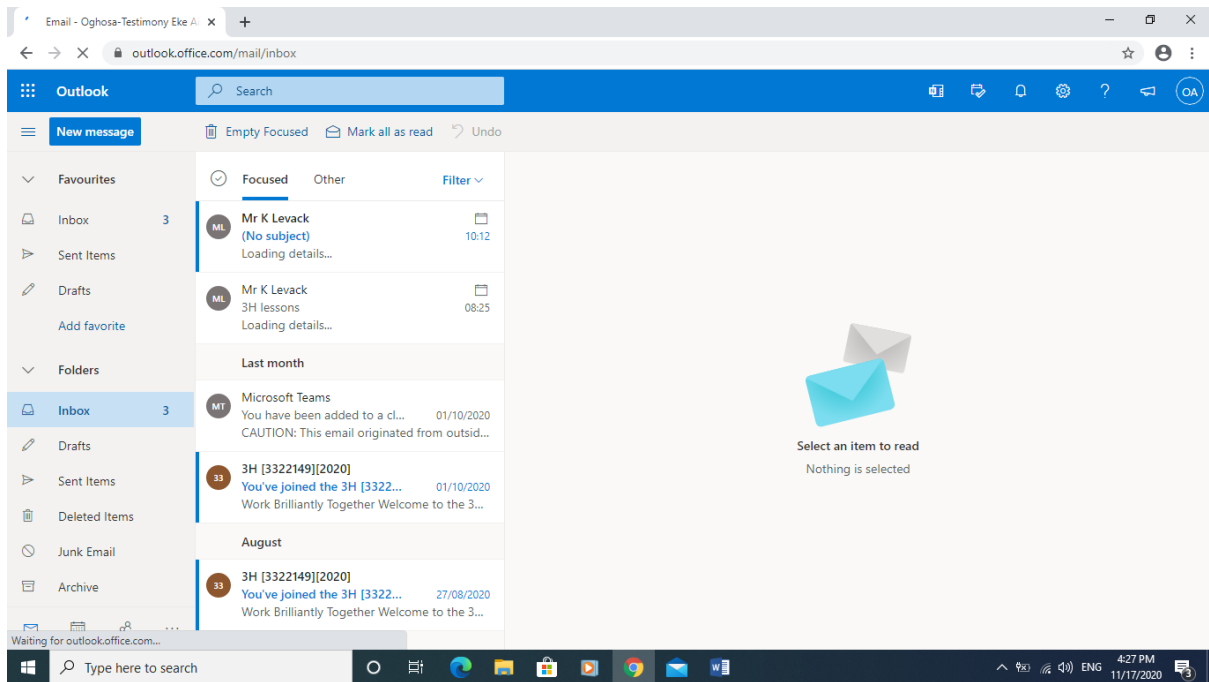 Email - Oghosa-Testimony Eke A
outlook.office.com/mail/inbox
Outlook
Search
OA
New message
Empty Focused
Mark all as read
Undo
Favourites
Inbox 3
Sent Items
Drafts
Add favorite
Folders
Inbox 3
Drafts
Sent Items
Deleted Items
Junk Email
Archive
Focused Other Filter
ML
Mr K Levack
(No subject) 10:12
Loading details...
ML
Mr K Levack
3H lessons 08:25
Loading details...
Last month
MT
Microsoft Teams
You have been added to a cl... 01/10/2020
CAUTION: This email originated from outsid...
33
3H [3322149][2020]
You've joined the 3H [3322... 01/10/2020
Work Brilliantly Together Welcome to the 3...
August
33
3H [3322149][2020]
You've joined the 3H [3322... 27/08/2020
Work Brilliantly Together Welcome to the 3...
Select an item to read
Nothing is selected
Waiting for outlook.office.com...
Type here to search
W
ENG
4:27 PM
11/17/2020
3